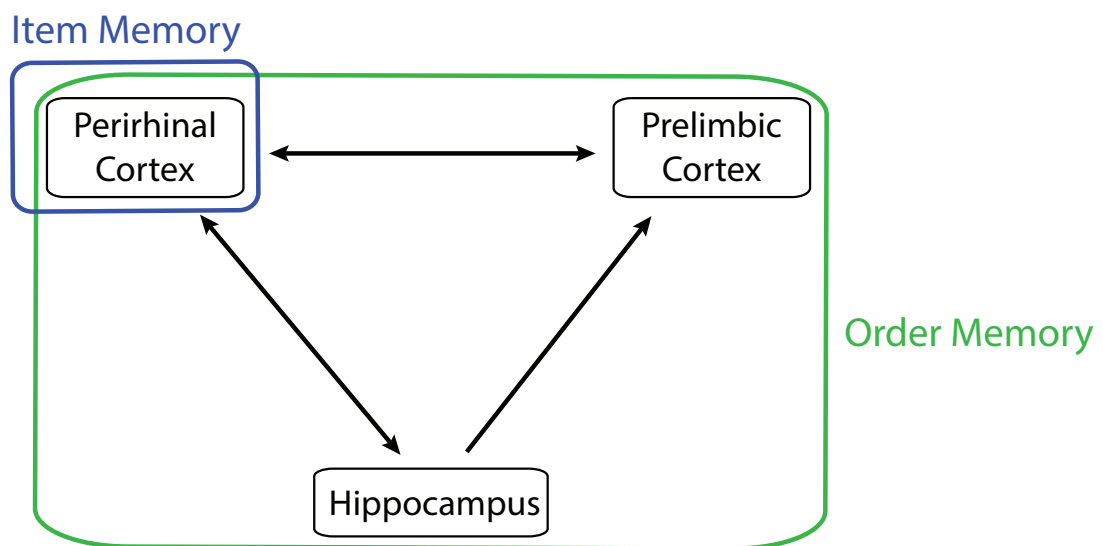 Item Memory
Perirhinal
Cortex
Prelimbic
Cortex
Order Memory
Hippocampus